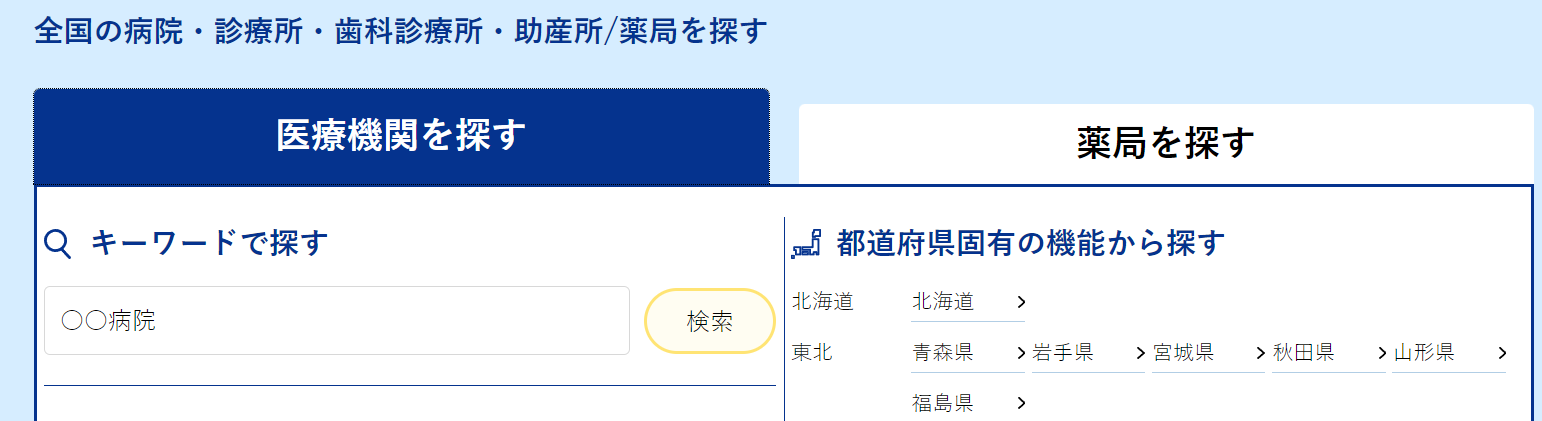 全国の病院・診療所・歯科診療所・助産所/薬局を探す
医療機関を探す
薬局を探す
キーワードで探す
〇〇病院
検索
都道府県固有の機能から探す
北海道 北海道
東北 青森県 岩手県 宮城県 秋田県 山形県
福島県